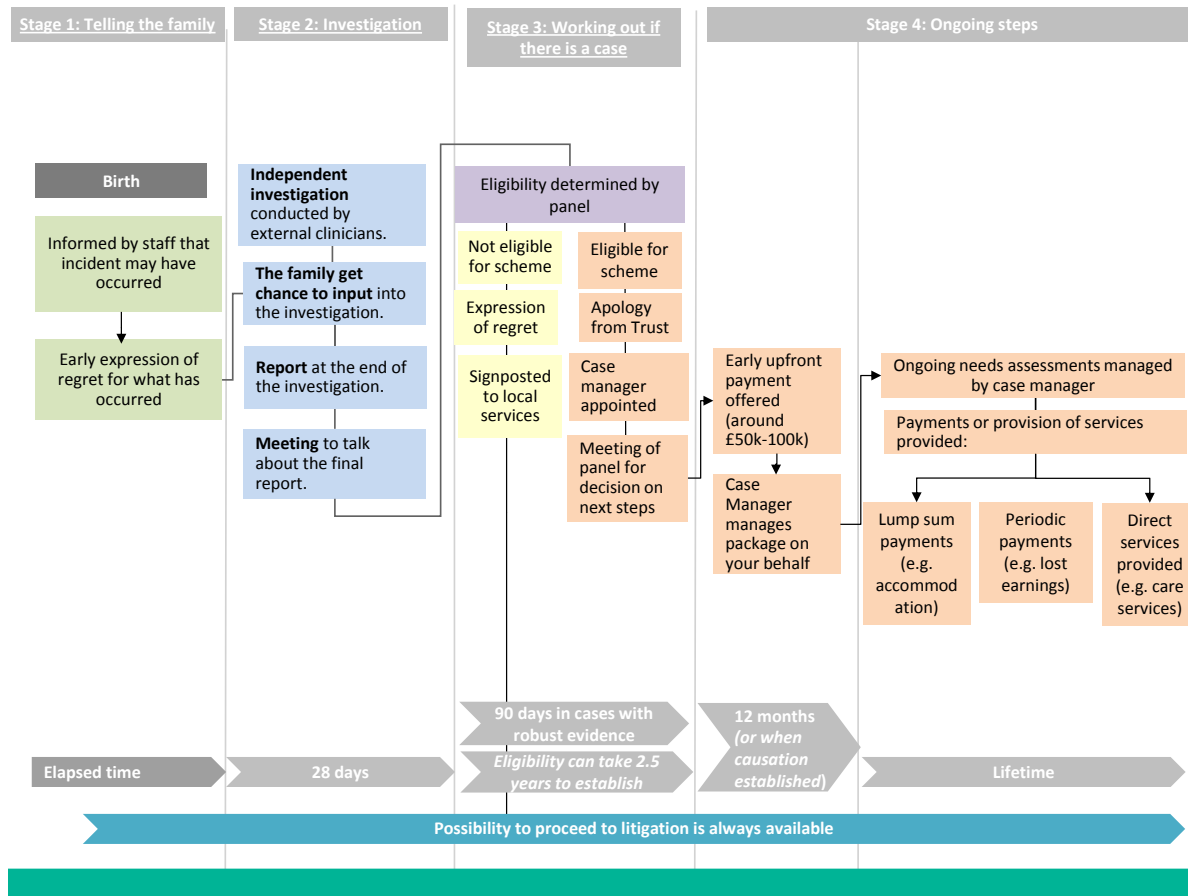 Stage 1: Telling the family
Stage 2: Investigation
Stage 3: Working out if
there is a case
Stage 4: Ongoing steps
Birth
Informed by staff that
incident may have
occurred
Early expression of
regret for what has
occurred
Independent
investigation
conducted by
external clinicians.
The family get
chance to input into
the investigation.
Report at the end of
the investigation.
Meeting to talk
about the final
report.
Eligibility determined by
panel
Not eligible
for scheme
Expression
of regret
Signposted
to local
services
Eligible for
scheme
Apology
from Trust
Case
manager
appointed
Meeting of
panel for
decision on
next steps
Early upfront
payment
offered
(around
£50k-100k)
Case
Manager
manages
package on
your behalf
Ongoing needs assessments managed
by case manager
Payments or provision of services
provided:
Lump sum
payments
(e.g.
accommod
ation)
Periodic
payments
(e.g. lost
earnings)
Direct
services
provided
(e.g. care
services)
Elapsed time
28 days
90 days in cases with
robust evidence
Eligibility can take 2.5
years to establish
12 months
(or when
causation
established)
Lifetime
Possibility to proceed to litigation is always available